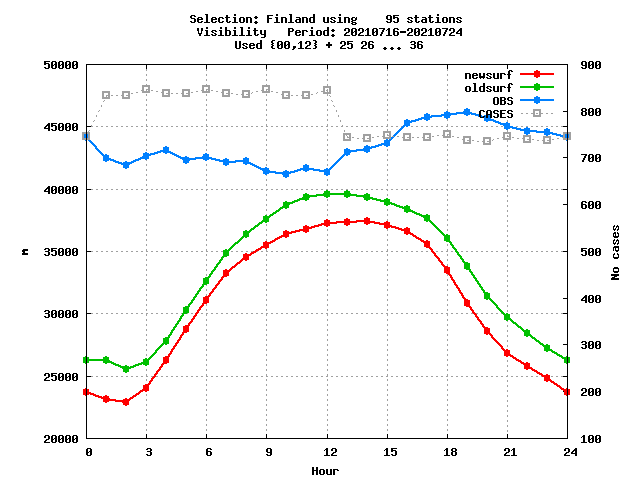 Selection: Finland using    95 stations
Visibility   Period: 20210716-20210724
Used {00,12} + 25 26 ... 36
50000
45000
40000
35000
30000
25000
20000
m
900
800
700
600
500
400
300
200
100
No cases
newsurf
oldsurf
OBS
CASES
0 3 6 9 12 15 18 21 24
Hour